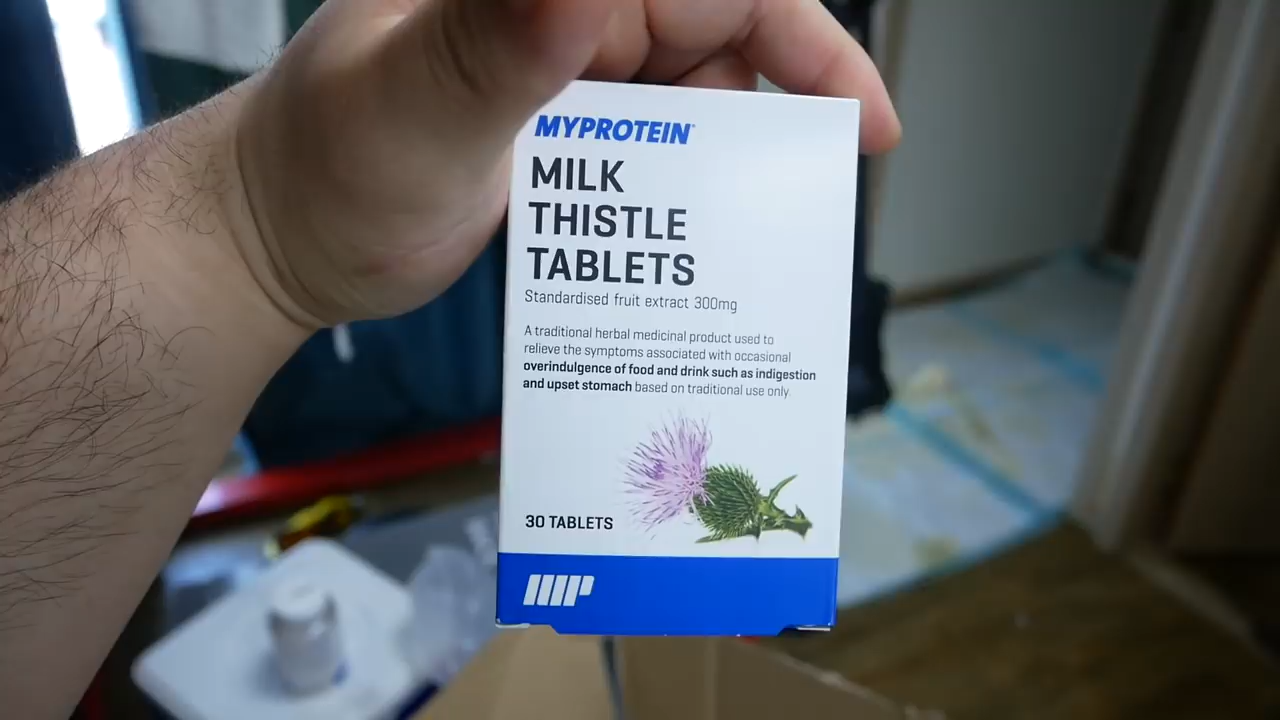 MYPROTEIN
MILK
THISTLE
TABLETS
Standardised fruit extract 300mg
A traditional herbal medicinal product used to
relieve the symptoms associated with occasional
overindulgence of food and drink such as indigestion
and upset stomach based on traditional use only
30 TABLETS